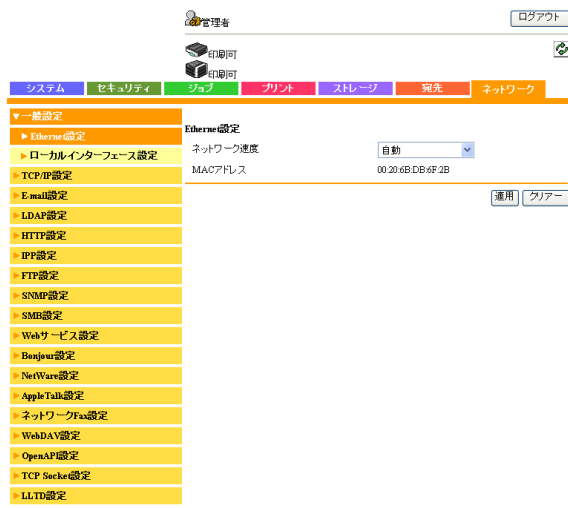 管理者
ログアウト
印刷可
印刷可
システム セキュリティ ジョブ プリント ストレージ 宛先 ネットワーク
▼一般設定
▶Ethernet設定
▶ローカルインターフェース設定
▶TCP/IP設定
▶E-mail設定
▶LDAP設定
▶HTTP設定
▶IPP設定
▶FTP設定
▶SNMP設定
▶SMB設定
▶Webサービス設定
▶Bonjour設定
▶NetWare設定
▶AppleTalk設定
▶ネットワークFax設定
▶WebDAV設定
▶OpenAPI設定
▶TCP Socket設定
▶LLTD設定
Ethernet設定
ネットワーク速度 自動
MACアドレス 00:20:6B:DB:6F:2B
適用 クリアー